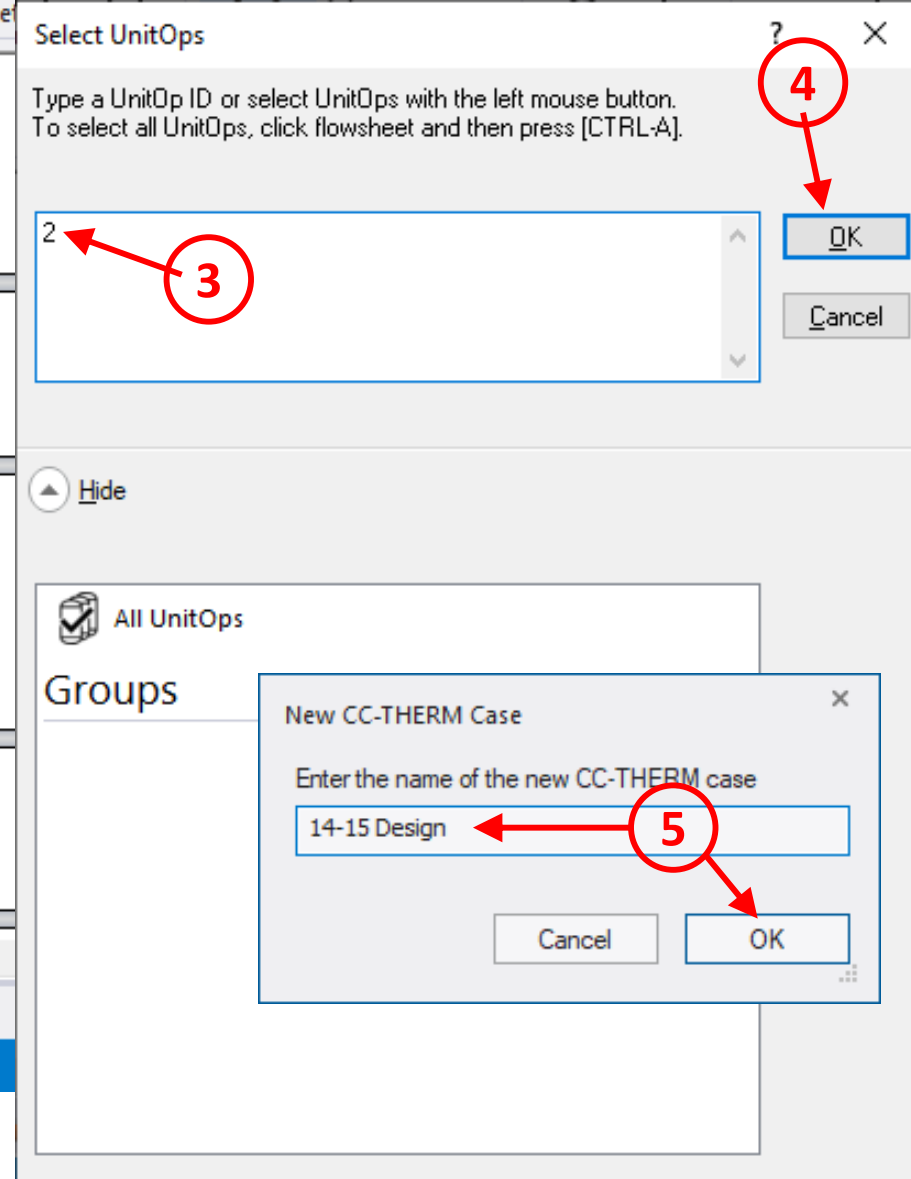 Select UnitOps
?
4
Type a UnitOp ID or select UnitOps with the left mouse button.
To select all UnitOps, click flowsheet and then press [CTRL-A].
2
OK
3
Cancel
Hide
All UnitOps
Groups
New CC-THERM Case
Enter the name of the new CC-THERM case
14-15 Design
5
Cancel
OK